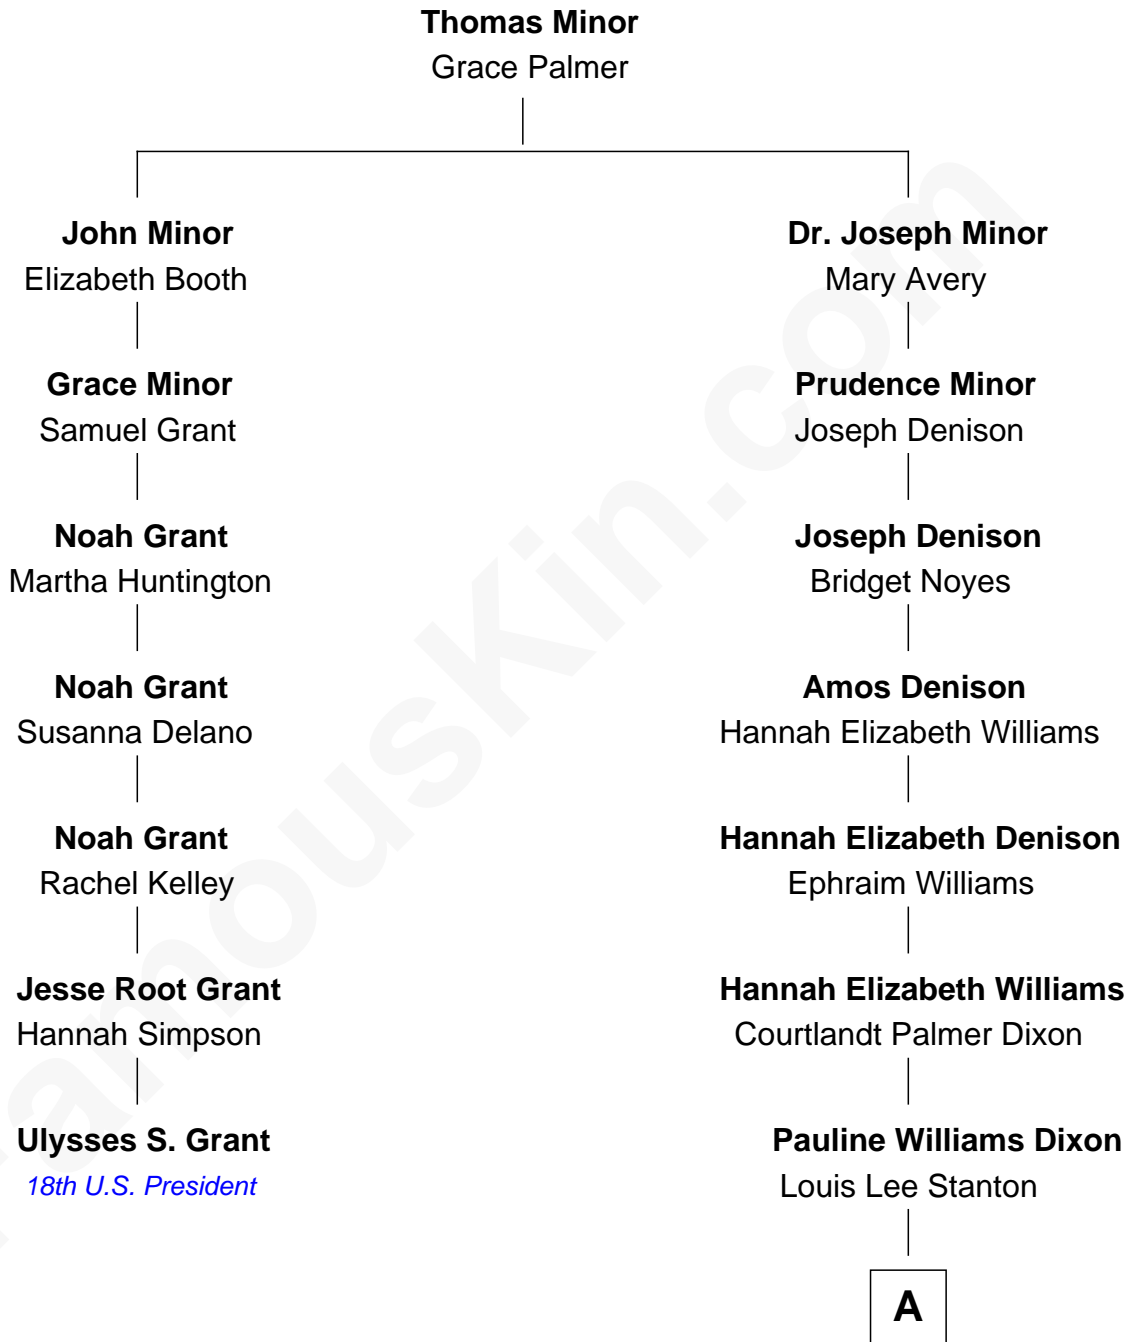 Thomas Minor
Grace Palmer
John Minor
Elizabeth Booth
Dr. Joseph Minor
Mary Avery
Grace Minor
Samuel Grant
Prudence Minor
Joseph Denison
Noah Grant
Martha Huntington
Joseph Denison
Bridget Noyes
Noah Grant
Susanna Delano
Amos Denison
Hannah Elizabeth Williams
Noah Grant
Rachel Kelley
Hannah Elizabeth Denison
Ephraim Williams
Jesse Root Grant
Hannah Simpson
Hannah Elizabeth Williams
Courtlandt Palmer Dixon
Ulysses S. Grant
18th U.S. President
Pauline Williams Dixon
Louis Lee Stanton
A
FamousKin.com